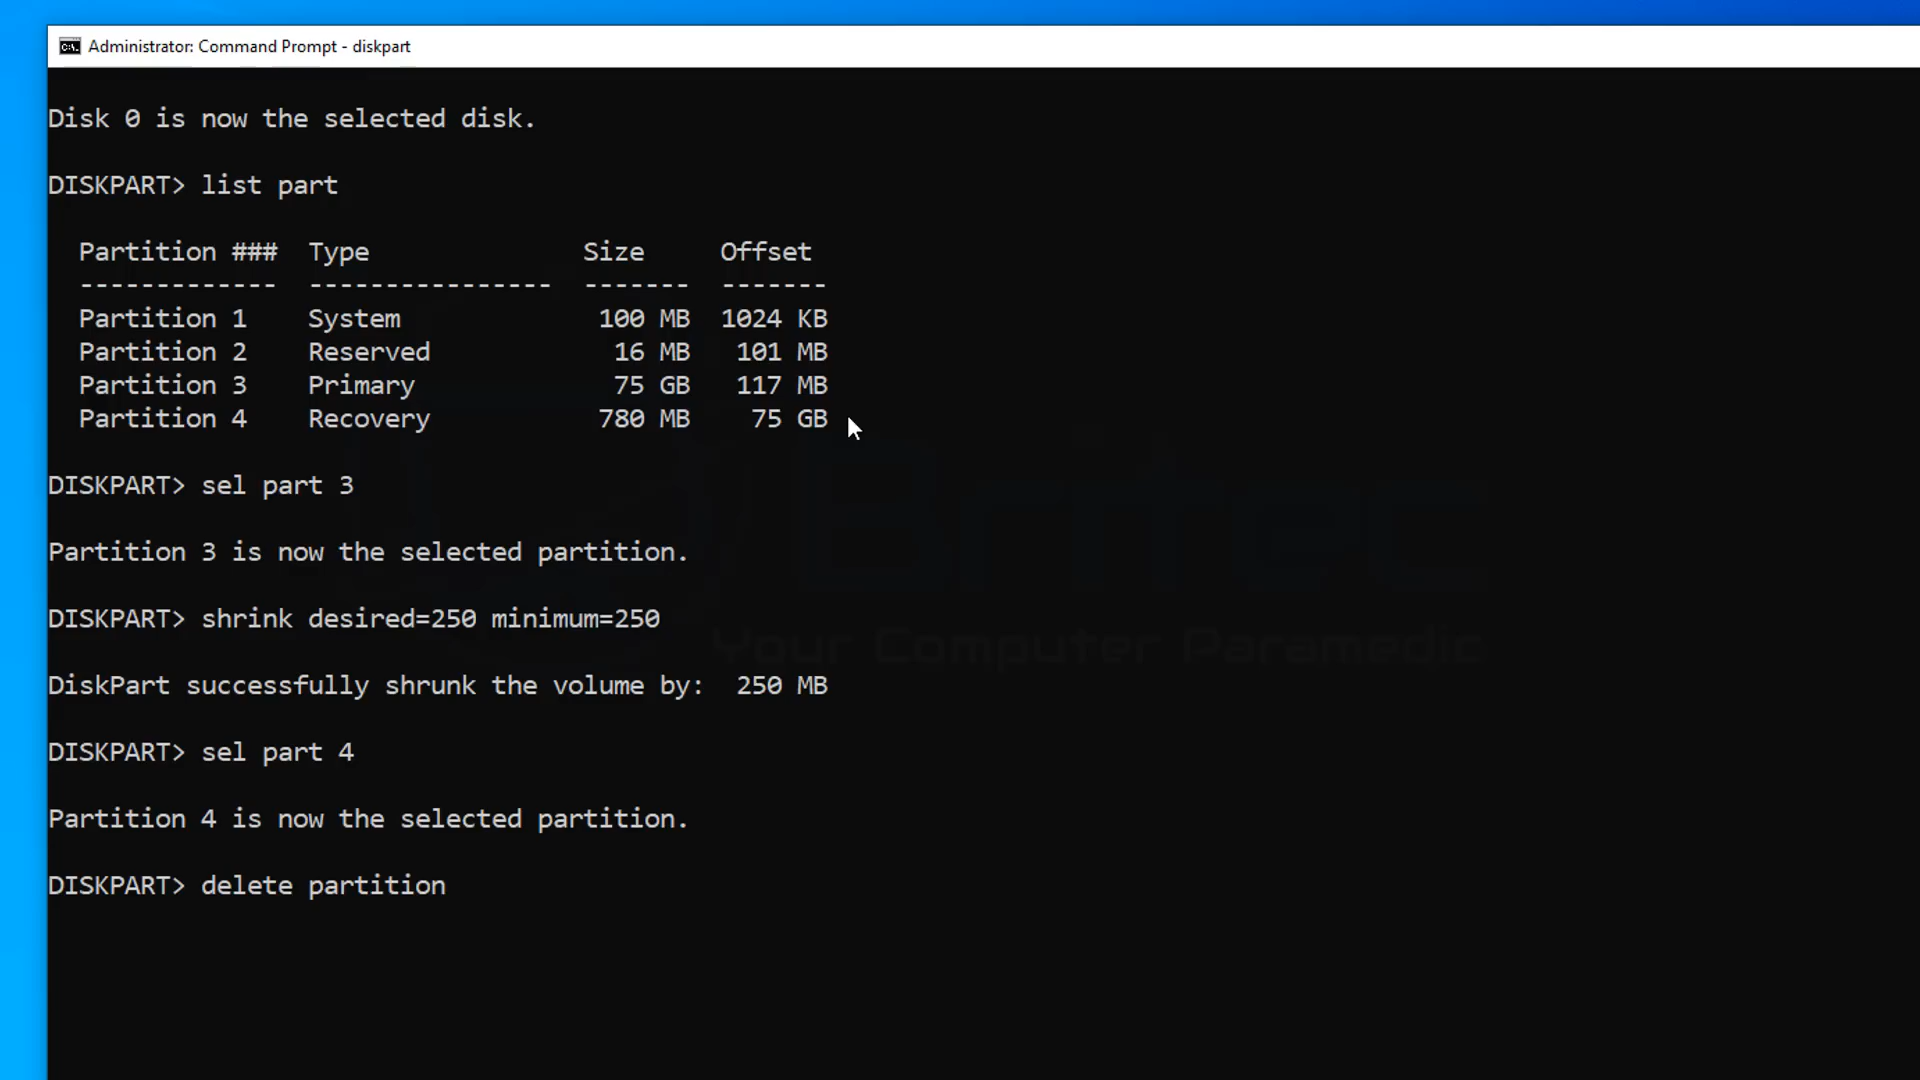 Administrator: Command Prompt - diskpart
Disk 0 is now the selected disk.
DISKPART> list part
Partition ###  Type              Size     Offset
-------------  ----------------  -------  -------
Partition 1    System             100 MB  1024 KB
Partition 2    Reserved            16 MB   101 MB
Partition 3    Primary             75 GB   117 MB
Partition 4    Recovery           780 MB    75 GB
DISKPART> sel part 3
Partition 3 is now the selected partition.
DISKPART> shrink desired=250 minimum=250
Britec
Your Computer Paramedic
DiskPart successfully shrunk the volume by:  250 MB
DISKPART> sel part 4
Partition 4 is now the selected partition.
DISKPART> delete partition